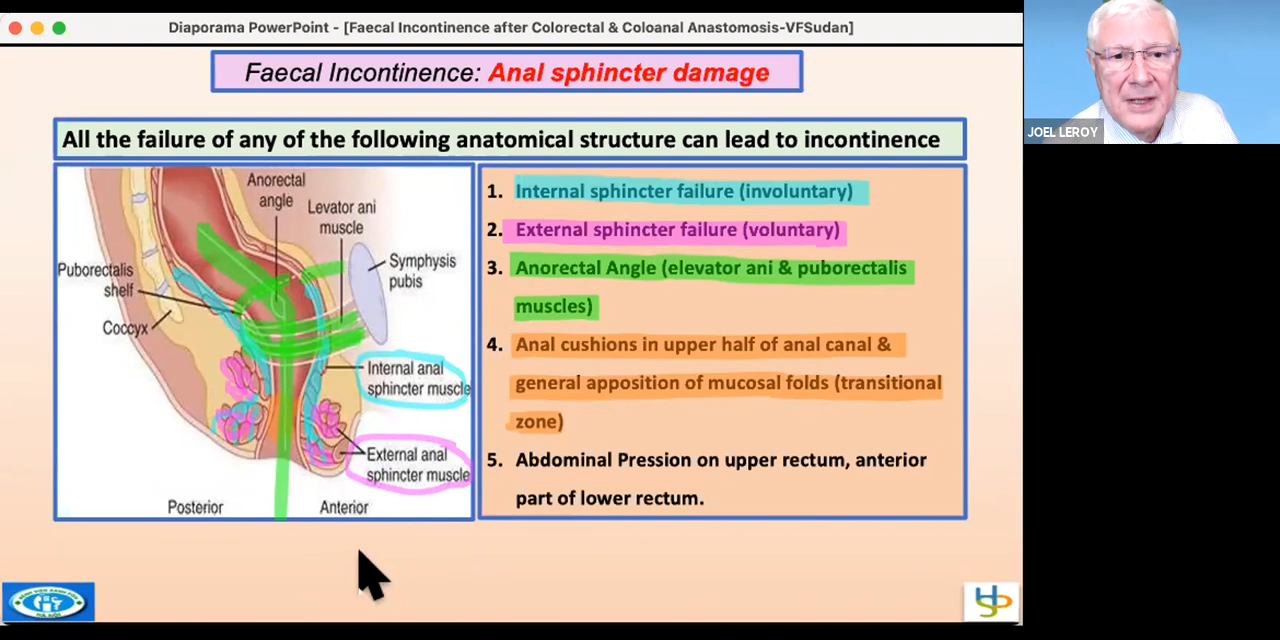 Diaporama PowerPoint - [Faecal Incontinence after Colorectal & Coloanal Anastomosis-VFSudan]
Faecal Incontinence: Anal sphincter damage
JOEL LEROY
All the failure of any of the following anatomical structure can lead to incontinence
Anorectal
angle
Levator ani
muscle
Symphysis
pubis
Puborectalis
shelf
Coccyx
Internal anal
sphincter muscle
External anal
sphincter muscle
Posterior
Anterior
1. Internal sphincter failure (involuntary)
2. External sphincter failure (voluntary)
3. Anorectal Angle (elevator ani & puborectalis
muscles)
4. Anal cushions in upper half of anal canal &
general apposition of mucosal folds (transitional
zone)
5. Abdominal Pression on upper rectum, anterior
part of lower rectum.